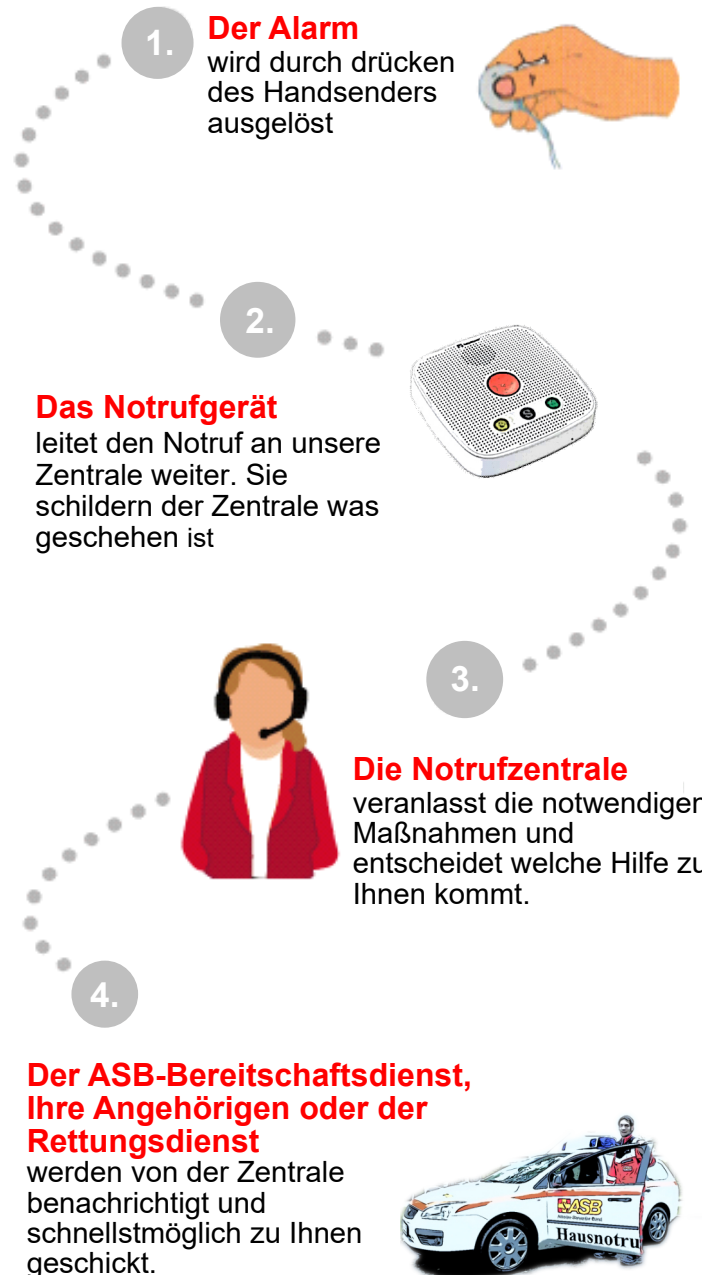 1.
Der Alarm
wird durch drücken
des Handsenders
ausgelöst
2.
Das Notrufgerät
leitet den Notruf an unsere
Zentrale weiter. Sie
schildern der Zentrale was
geschehen ist
3.
Die Notrufzentrale
veranlasst die notwendigen
Maßnahmen und
entscheidet welche Hilfe zu
Ihnen kommt.
4.
Der ASB-Bereitschaftsdienst,
Ihre Angehörigen oder der
Rettungsdienst
werden von der Zentrale
benachrichtigt und
schnellstmöglich zu Ihnen
geschickt.
ASB
Hausnotru